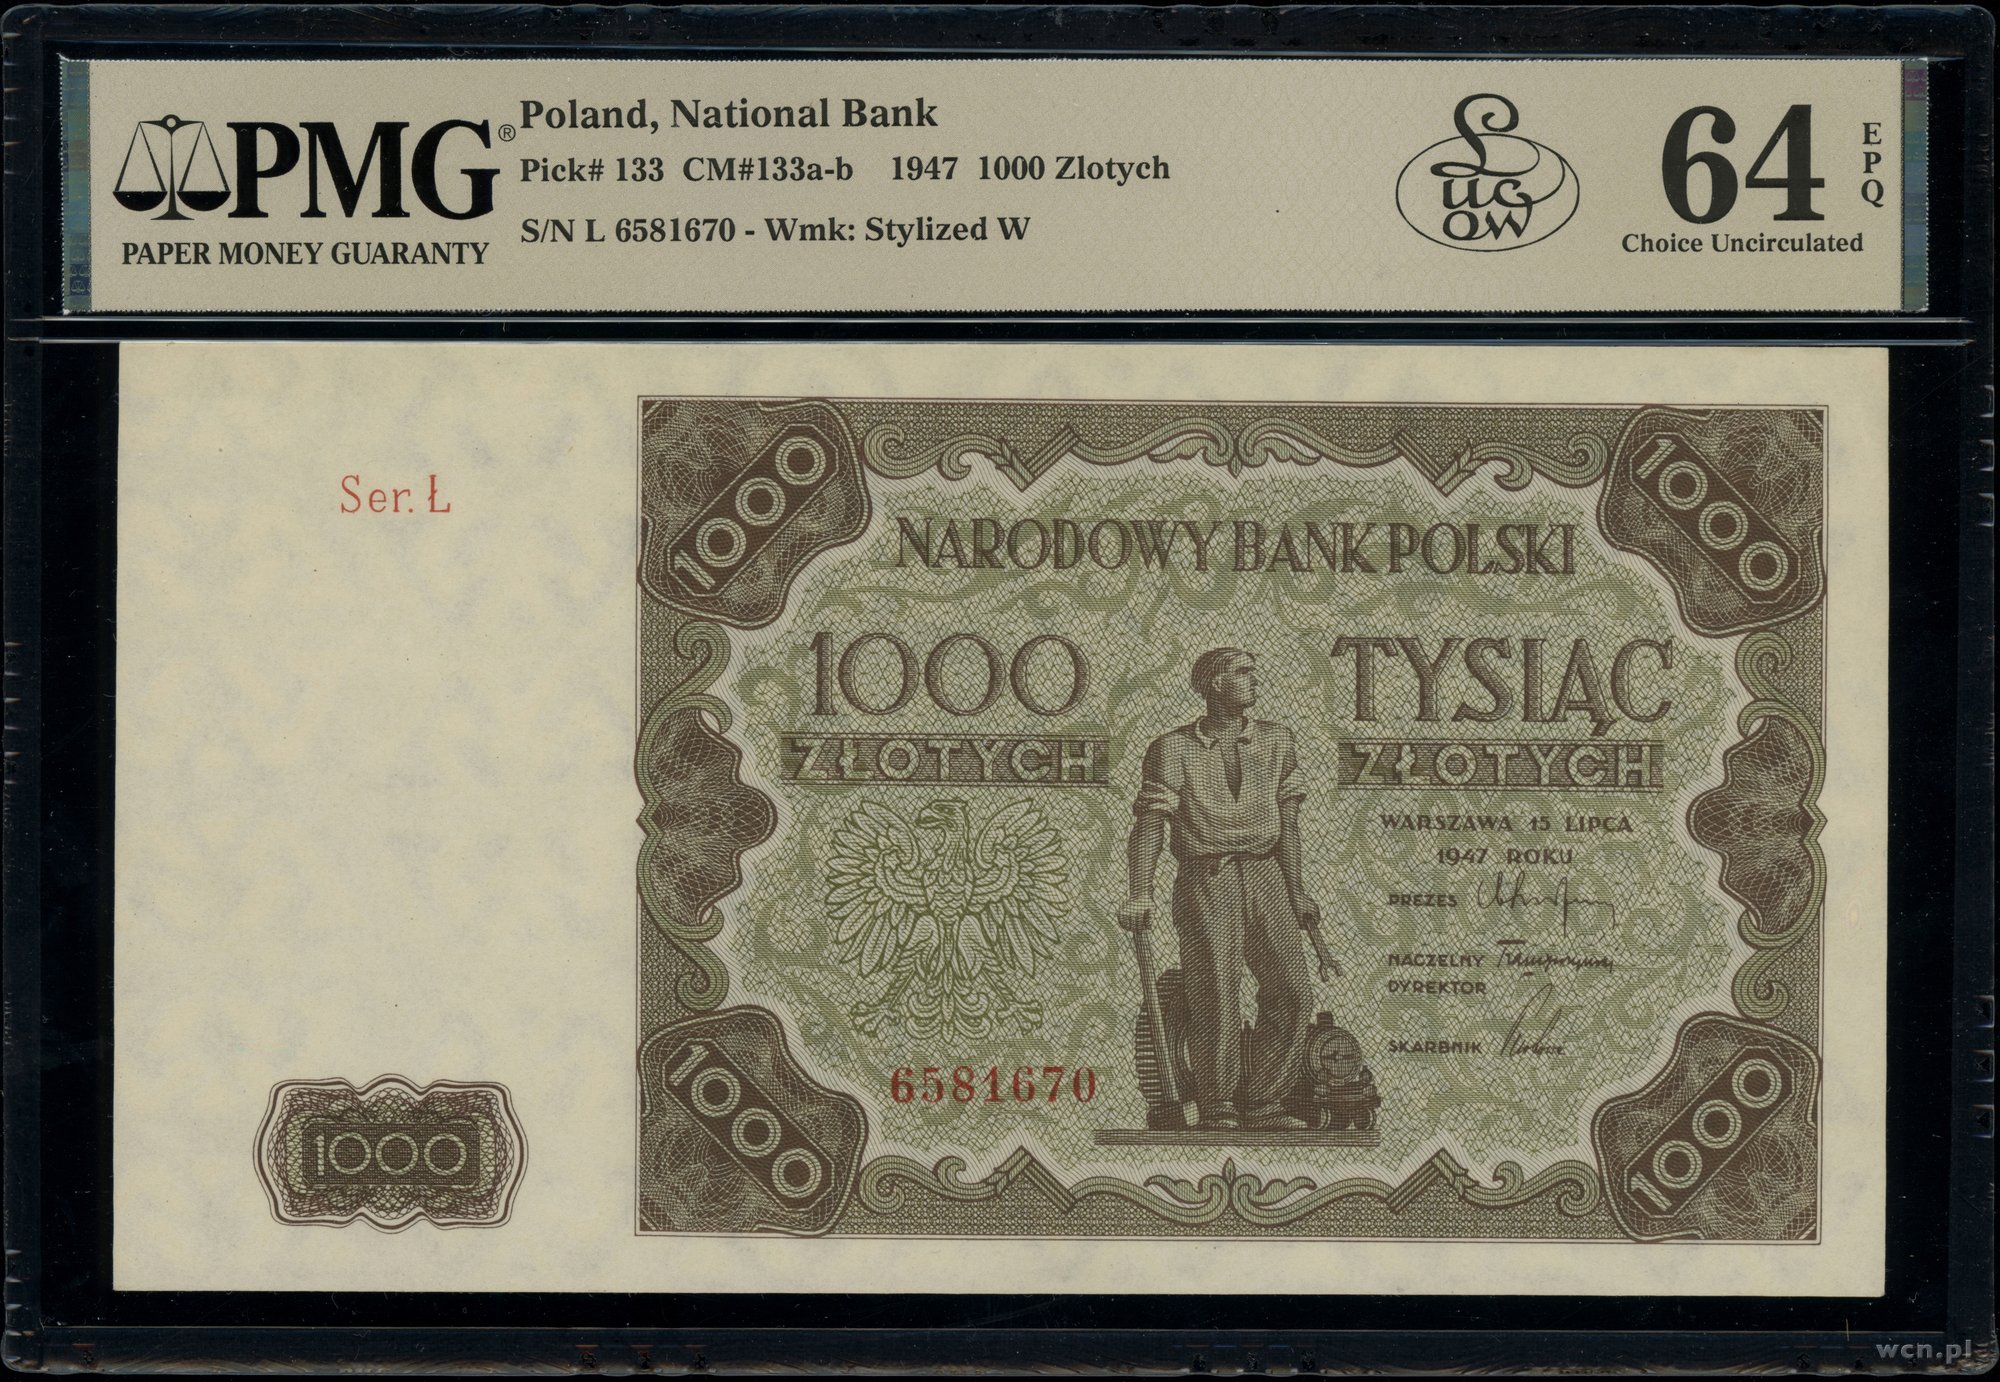 PMG®
PAPER MONEY GUARANTY
Poland, National Bank
Pick# 133 CM#133a-b 1947 1000 Zlotych
S/N L 6581670 - Wmk: Stylized W
Lucow
64
EPQ
Choice Uncirculated
Ser. Ł
1000
1000
NARODOWY BANK POLSKI
1000
TYSIĄC
ZŁOTYCH
ZŁOTYCH
WARSZAWA 15 LIPCA
1947 ROKU
PREZES
NACZELNY
DYREKTOR
SKARBNIK
6581670
1000
1000
1000
wcn.pl